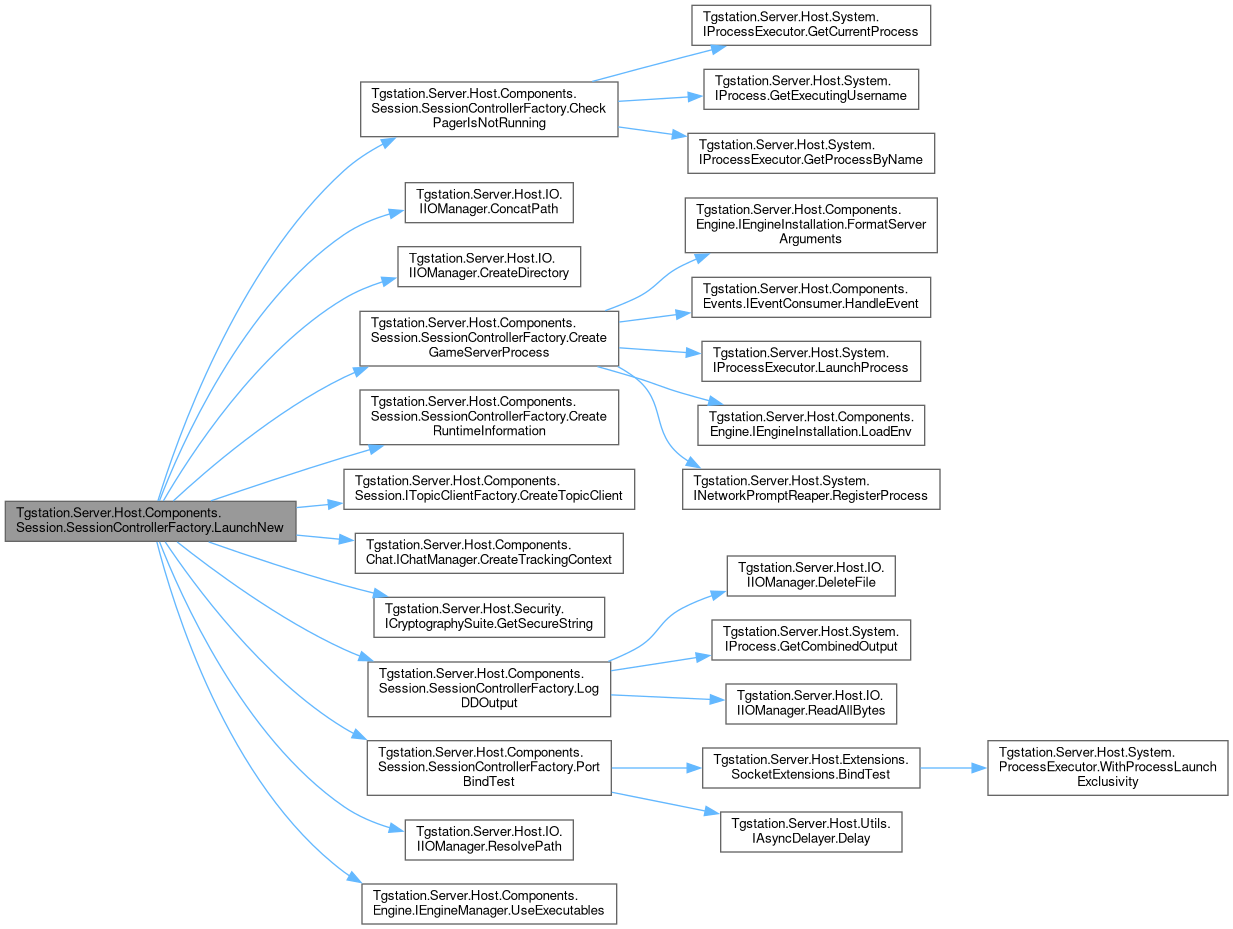 Tgstation.Server.Host.System.
IProcessExecutor.GetCurrentProcess
Tgstation.Server.Host.Components.
Session.SessionControllerFactory.Check
PagerIsNotRunning
Tgstation.Server.Host.System.
IProcess.GetExecutingUsername
Tgstation.Server.Host.System.
IProcessExecutor.GetProcessByName
Tgstation.Server.Host.IO.
IIOManager.ConcatPath
Tgstation.Server.Host.Components.
Engine.IEngineInstallation.FormatServer
Arguments
Tgstation.Server.Host.IO.
IIOManager.CreateDirectory
Tgstation.Server.Host.Components.
Events.IEventConsumer.HandleEvent
Tgstation.Server.Host.Components.
Session.SessionControllerFactory.Create
GameServerProcess
Tgstation.Server.Host.System.
IProcessExecutor.LaunchProcess
Tgstation.Server.Host.Components.
Session.SessionControllerFactory.Create
RuntimeInformation
Tgstation.Server.Host.Components.
Engine.IEngineInstallation.LoadEnv
Tgstation.Server.Host.Components.
Session.ITopicClientFactory.CreateTopicClient
Tgstation.Server.Host.System.
INetworkPromptReaper.RegisterProcess
Tgstation.Server.Host.Components.
Session.SessionControllerFactory.LaunchNew
Tgstation.Server.Host.Components.
Chat.IChatManager.CreateTrackingContext
Tgstation.Server.Host.IO.
IIOManager.DeleteFile
Tgstation.Server.Host.Security.
ICryptographySuite.GetSecureString
Tgstation.Server.Host.System.
IProcess.GetCombinedOutput
Tgstation.Server.Host.Components.
Session.SessionControllerFactory.Log
DDOutput
Tgstation.Server.Host.IO.
IIOManager.ReadAllBytes
Tgstation.Server.Host.Components.
Session.SessionControllerFactory.Port
BindTest
Tgstation.Server.Host.Extensions.
SocketExtensions.BindTest
Tgstation.Server.Host.System.
ProcessExecutor.WithProcessLaunch
Exclusivity
Tgstation.Server.Host.Utils.
IAsyncDelayer.Delay
Tgstation.Server.Host.IO.
IIOManager.ResolvePath
Tgstation.Server.Host.Components.
Engine.IEngineManager.UseExecutables